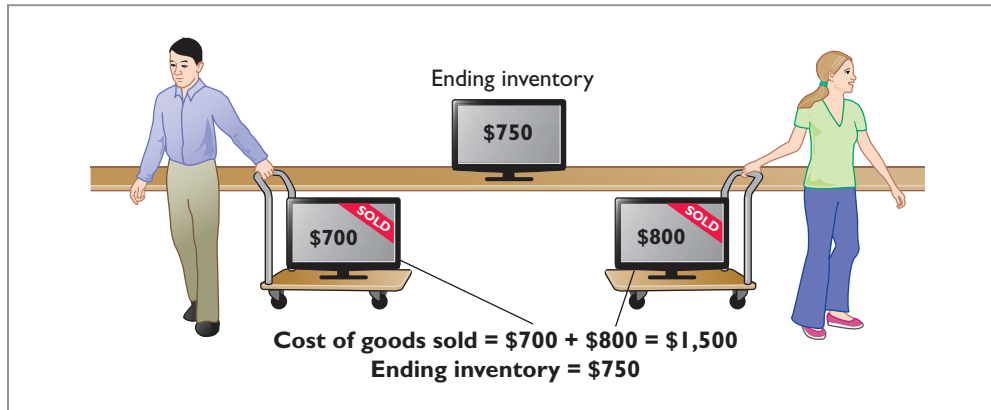 Ending inventory
$750
SOLD
$700
SOLD
$800
Cost of goods sold = $700 + $800 = $1,500
Ending inventory = $750